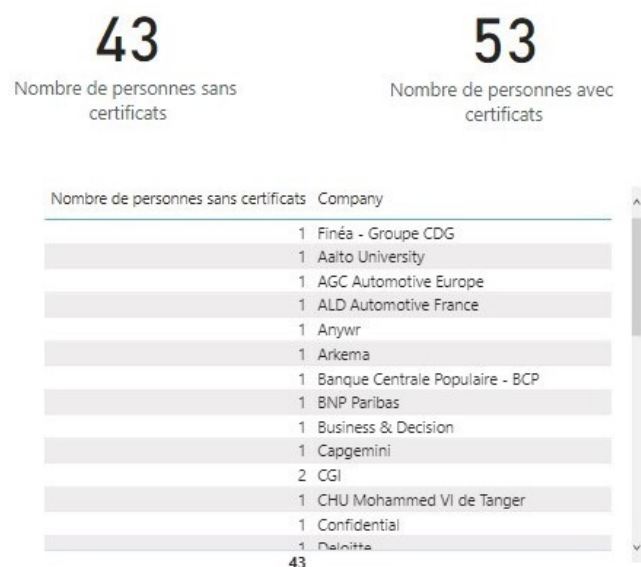 43
Nombre de personnes sans
certificats
53
Nombre de personnes avec
certificats
Nombre de personnes sans certificats Company
1 Finéa - Groupe CDG
1 Aalto University
1 AGC Automotive Europe
1 ALD Automotive France
1 Anywr
1 Arkema
1 Banque Centrale Populaire - BCP
1 BNP Paribas
1 Business & Decision
1 Capgemini
2 CGI
1 CHU Mohammed VI de Tanger
1 Confidential
1 Deloitte
43